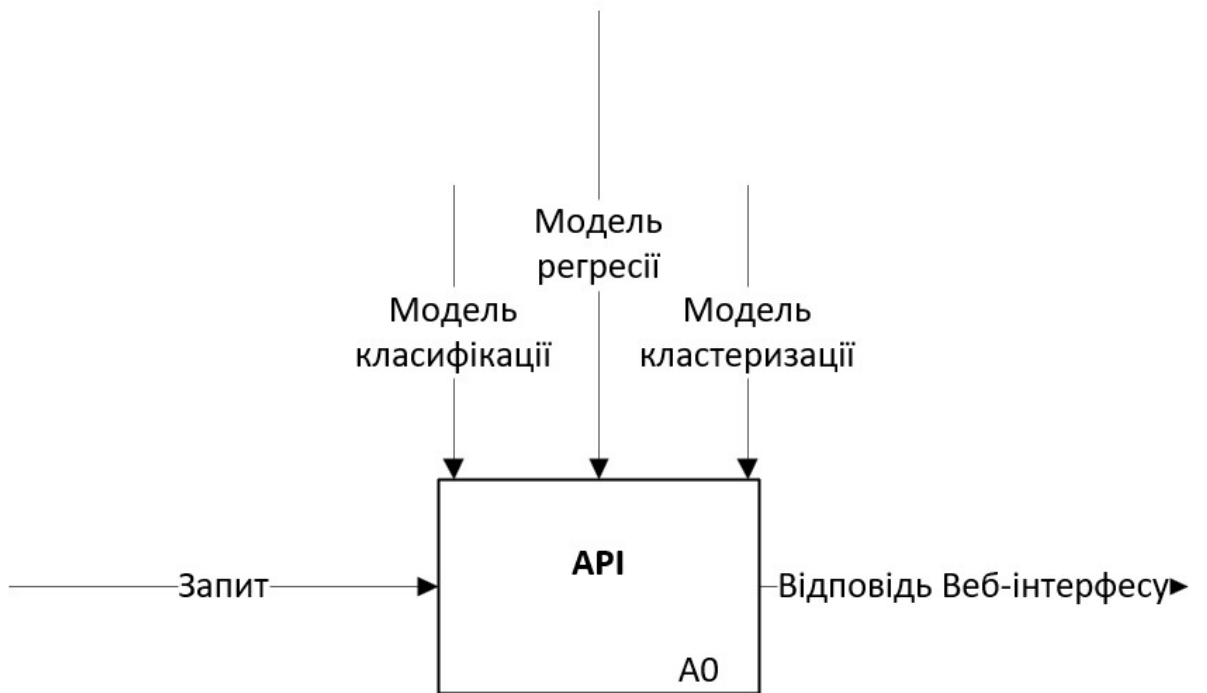 Модель
регресії
Модель
класифікації
Модель
кластеризації
API
Запит
Відповідь Веб-інтерфесу
A0